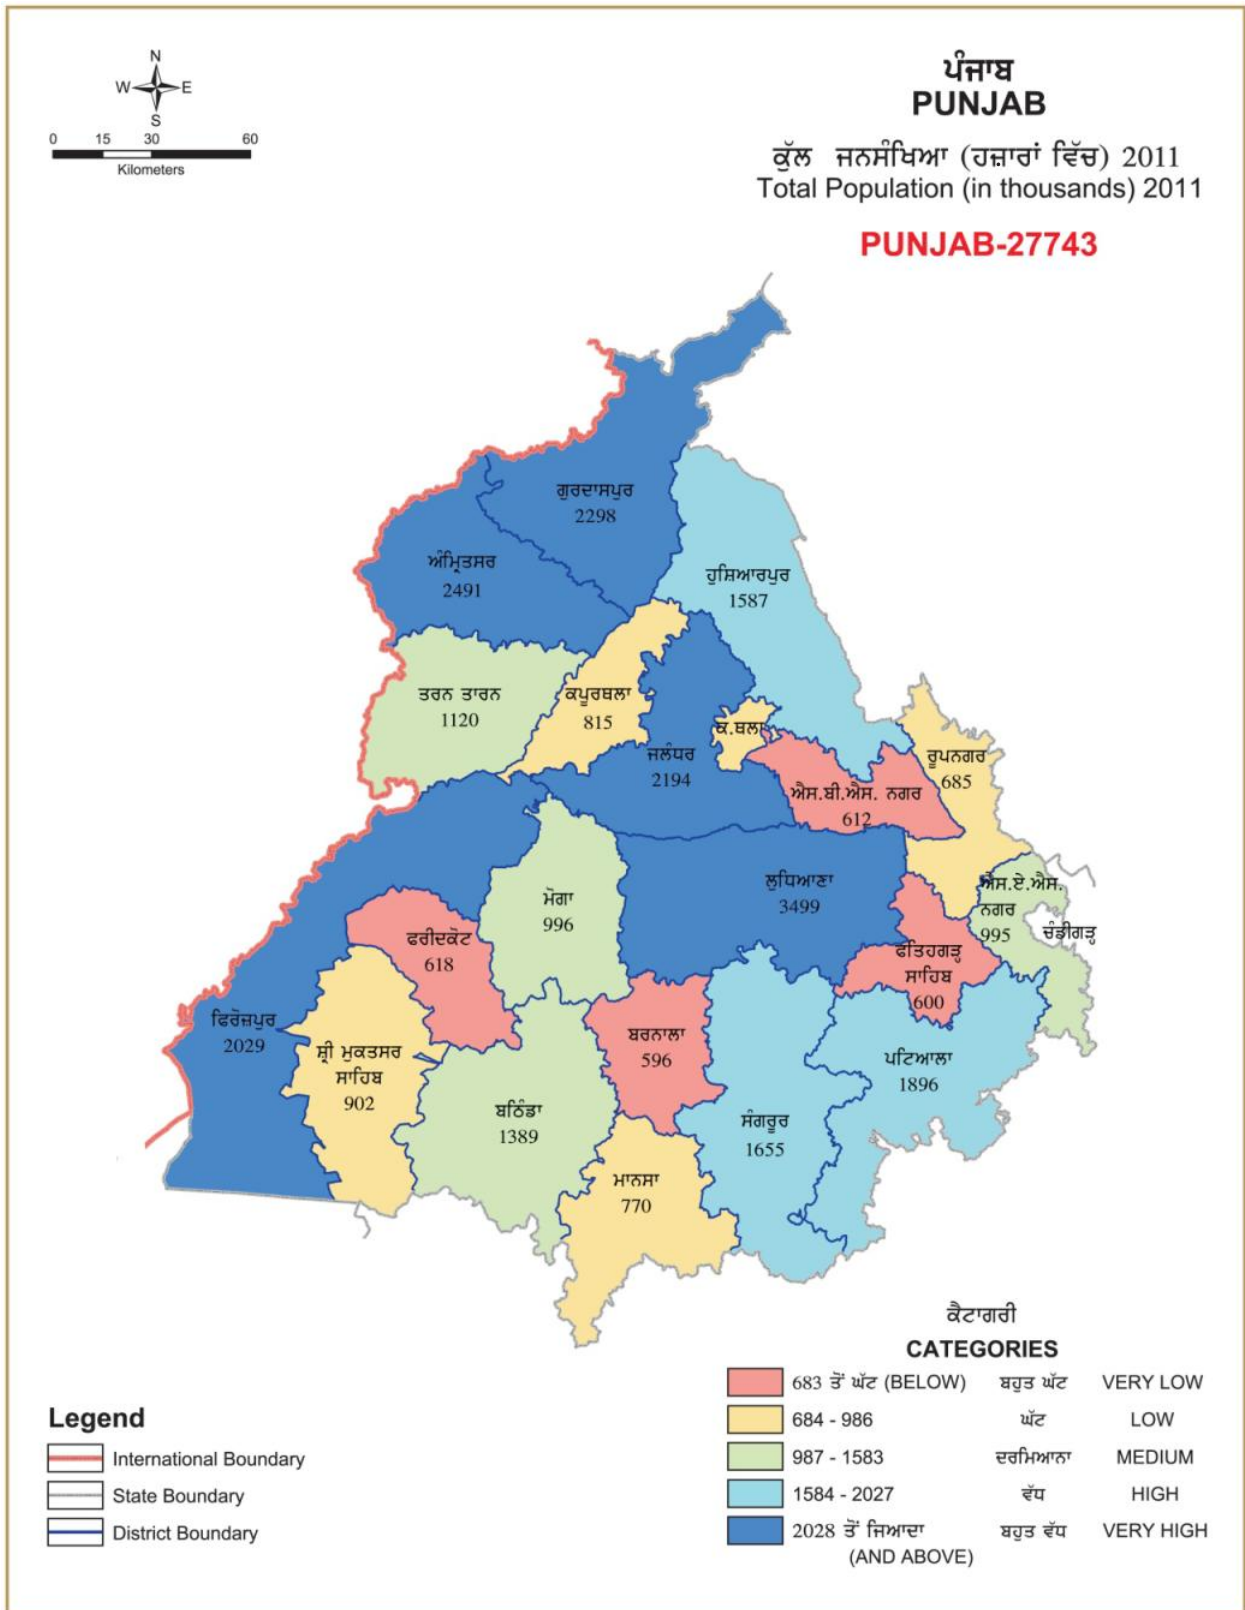 N
W E
S
0 15 30 60
Kilometers
ਪੰਜਾਬ
PUNJAB
ਕੁੱਲ ਜਨਸੰਖਿਆ (ਹਜ਼ਾਰਾਂ ਵਿੱਚ) 2011
Total Population (in thousands) 2011
PUNJAB-27743
ਗੁਰਦਾਸਪੁਰ
2298
ਅੰਮ੍ਰਿਤਸਰ
2491
ਹੁਸ਼ਿਆਰਪੁਰ
1587
ਤਰਨ ਤਾਰਨ
1120
ਕਪੂਰਥਲਾ
815
ਕ.ਥਲਾ
ਜਲੰਧਰ
2194
ਰੂਪਨਗਰ
685
ਐਸ.ਬੀ.ਐਸ. ਨਗਰ
612
ਲੁਧਿਆਣਾ
3499
ਮੋਗਾ
996
ਐਸ.ਏ.ਐਸ.
ਨਗਰ
995
ਚੰਡੀਗੜ੍ਹ
ਫਰੀਦਕੋਟ
618
ਫਤਿਹਗੜ੍ਹ
ਸਾਹਿਬ
600
ਫਿਰੋਜ਼ਪੁਰ
2029
ਸ਼੍ਰੀ ਮੁਕਤਸਰ
ਸਾਹਿਬ
902
ਬਰਨਾਲਾ
596
ਪਟਿਆਲਾ
1896
ਬਠਿੰਡਾ
1389
ਸੰਗਰੂਰ
1655
ਮਾਨਸਾ
770
ਕੈਟਾਗਰੀ
CATEGORIES
683 ਤੋਂ ਘੱਟ (BELOW) ਬਹੁਤ ਘੱਟ VERY LOW
684 - 986 ਘੱਟ LOW
987 - 1583 ਦਰਮਿਆਨਾ MEDIUM
1584 - 2027 ਵੱਧ HIGH
2028 ਤੋਂ ਜਿਆਦਾ ਬਹੁਤ ਵੱਧ VERY HIGH
(AND ABOVE)
Legend
International Boundary
State Boundary
District Boundary